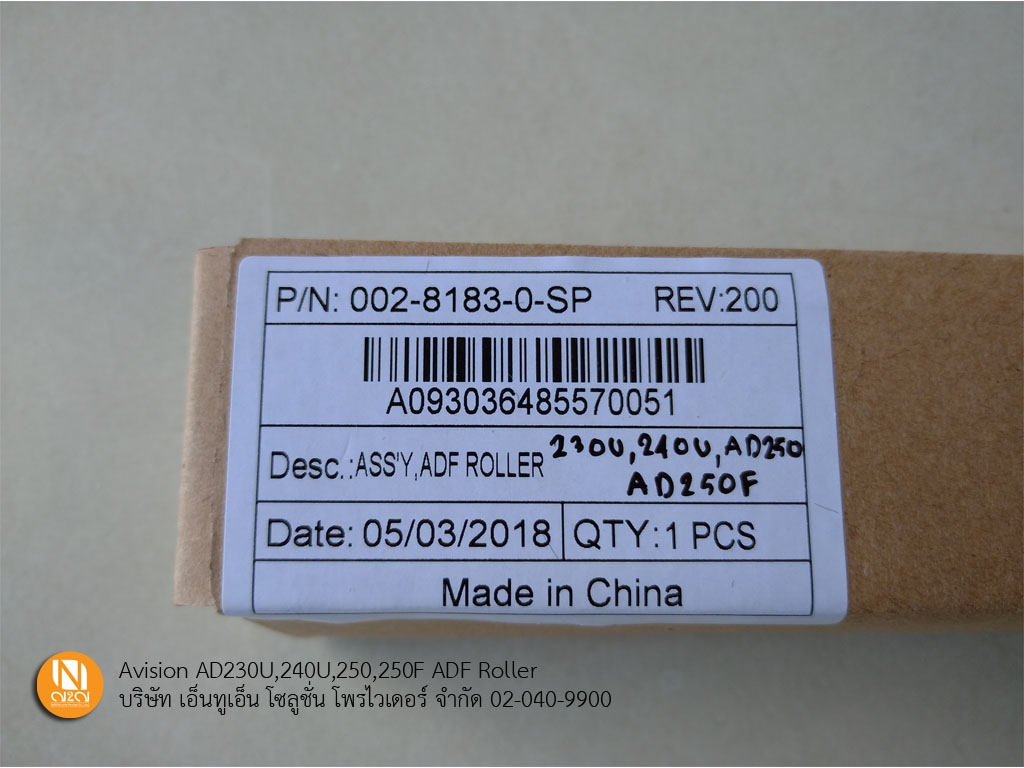 P/N: 002-8183-0-SP REV:200
A093036485570051
Desc.:ASS'Y,ADF ROLLER 230U,240U,AD250
AD250F
Date: 05/03/2018 QTY:1 PCS
Made in China
N2N
Avision AD230U,240U,250,250F ADF Roller
บริษัท เอ็นทูเอ็น โซลูชั่น โพรไวเดอร์ จำกัด 02-040-9900